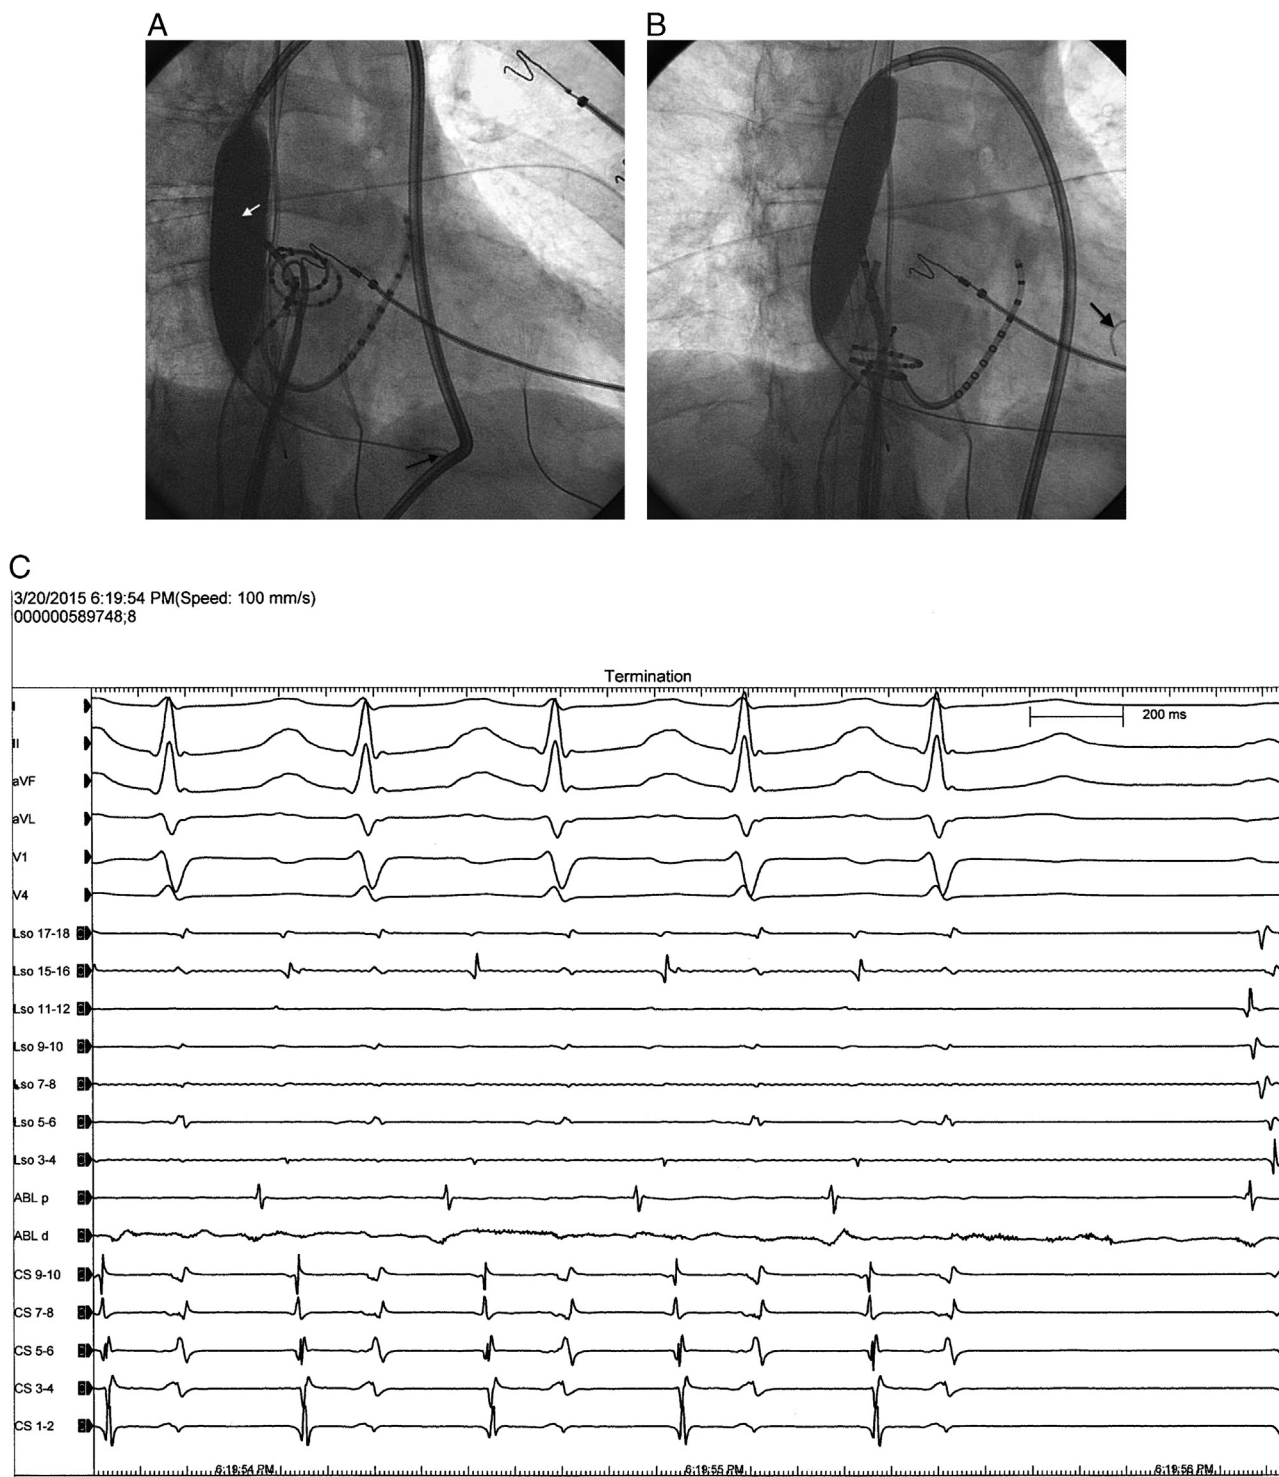 A
B
C
3/20/2015 6:19:54 PM(Speed: 100 mm/s)
000000589748;8
Termination
I
200 ms
II
aVF
aVL
V1
V4
Lso 17-18
Lso 15-16
Lso 11-12
Lso 9-10
Lso 7-8
Lso 5-6
Lso 3-4
ABL p
ABL d
CS 9-10
CS 7-8
CS 5-6
CS 3-4
CS 1-2
6:19:54 PM
6:19:55 PM
6:19:56 PM